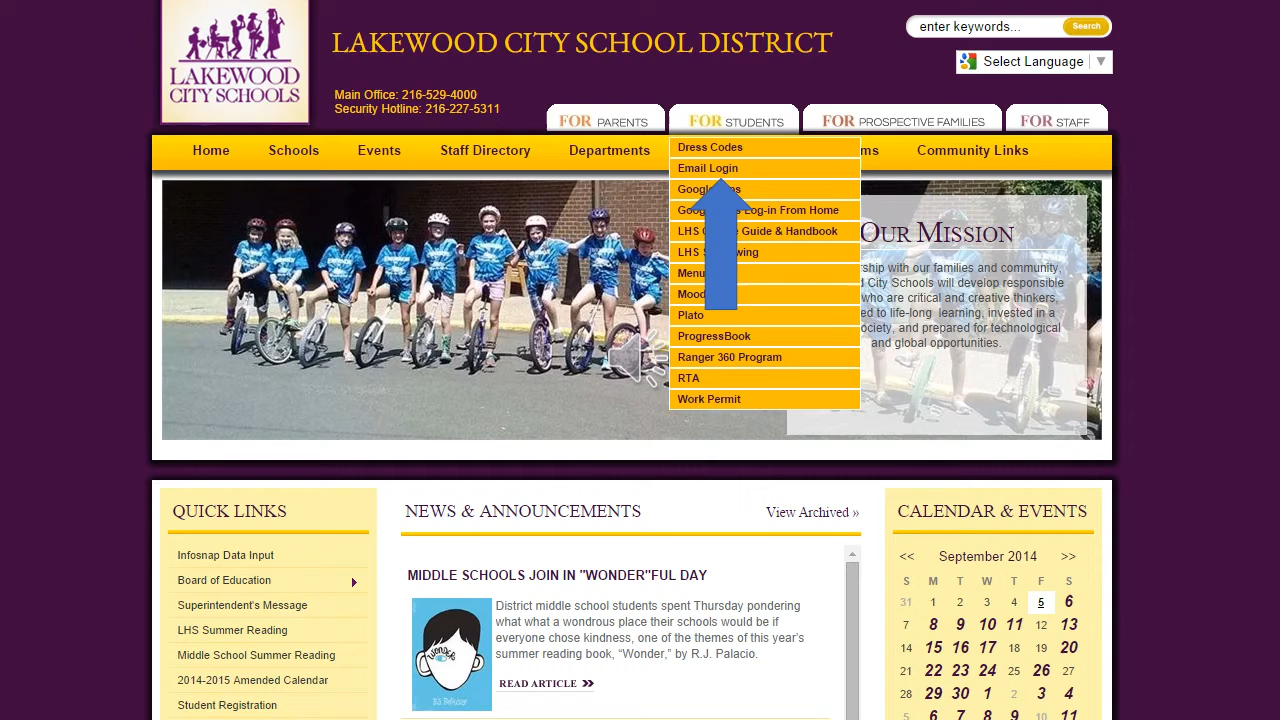 LAKEWOOD
CITY SCHOOLS
LAKEWOOD CITY SCHOOL DISTRICT
Main Office: 216-529-4000
Security Hotline: 216-227-5311
enter keywords...
Search
Select Language
FOR PARENTS
FOR STUDENTS
FOR PROSPECTIVE FAMILIES
FOR STAFF
Home
Schools
Events
Staff Directory
Departments
Community Links
Dress Codes
Email Login
Log-in From Home
LHS Guide & Handbook
LHS
Plato
ProgressBook
Ranger 360 Program
RTA
Work Permit
OUR MISSION
with our families and community,
City Schools will develop responsible
who are critical and creative thinkers,
to life-long learning, invested in a
and prepared for technological
and global opportunities.
QUICK LINKS
Infosnap Data Input
Board of Education
Superintendent's Message
LHS Summer Reading
Middle School Summer Reading
2014-2015 Amended Calendar
Student Registration
NEWS & ANNOUNCEMENTS
View Archived »
MIDDLE SCHOOLS JOIN IN "WONDER"FUL DAY
Wonder
R.J. Palacio
District middle school students spent Thursday pondering
what what a wondrous place their schools would be if
everyone chose kindness, one of the themes of this year's
summer reading book, “Wonder,” by R.J. Palacio.
READ ARTICLE
CALENDAR & EVENTS
<< September 2014 >>
S M T W T F S
31 1 2 3 4 5 6
7 8 9 10 11 12 13
14 15 16 17 18 19 20
21 22 23 24 25 26 27
28 29 30 1 2 3 4
5 6 7 8 9 10 11